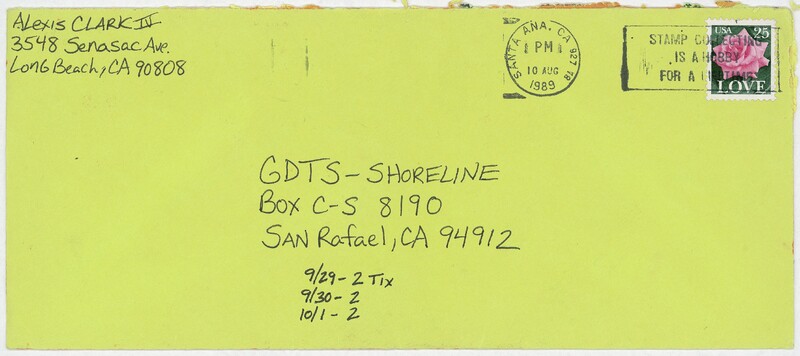 Alexis CLARK IV
3548 Senasac Ave.
Long Beach, CA 90808
SANTA ANA, CA 927
PM
10 AUG
1989
STAMP COLLECTING
IS A HOBBY
FOR A LIFETIME
USA 25
LOVE
GDTS-SHORELINE
Box C-S 8190
SAN Rafael, CA 94912
9/29-2 Tix
9/30-2
10/1-2